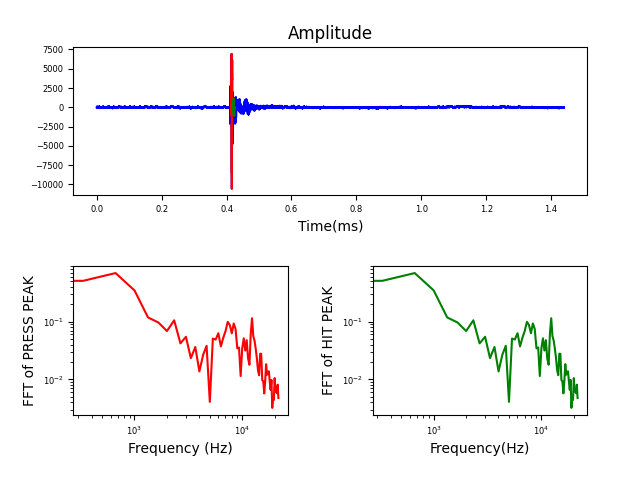 Amplitude
7500
5000
2500
0
−2500
−5000
−7500
−10000
0.0 0.2 0.4 0.6 0.8 1.0 1.2 1.4
Time(ms)
FFT of PRESS PEAK
10⁻¹
10⁻²
10³ 10⁴
Frequency (Hz)
FFT of HIT PEAK
10⁻¹
10⁻²
10³ 10⁴
Frequency(Hz)